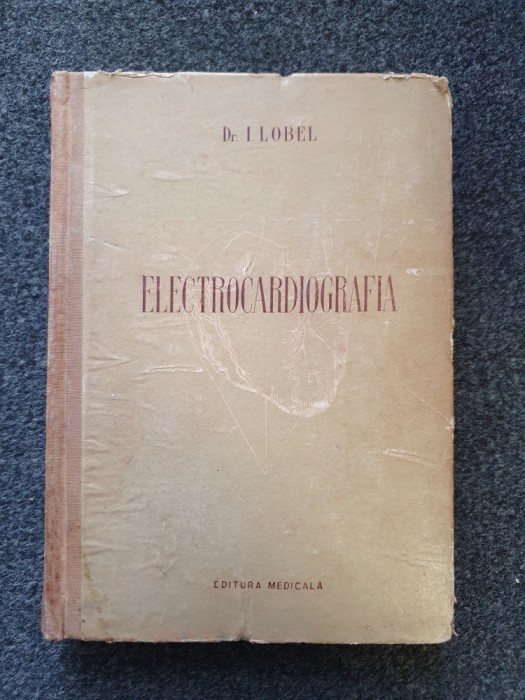 Dr. I. LOBEL
ELECTROCARDIOGRAFIA
EDITURA MEDICALĂ